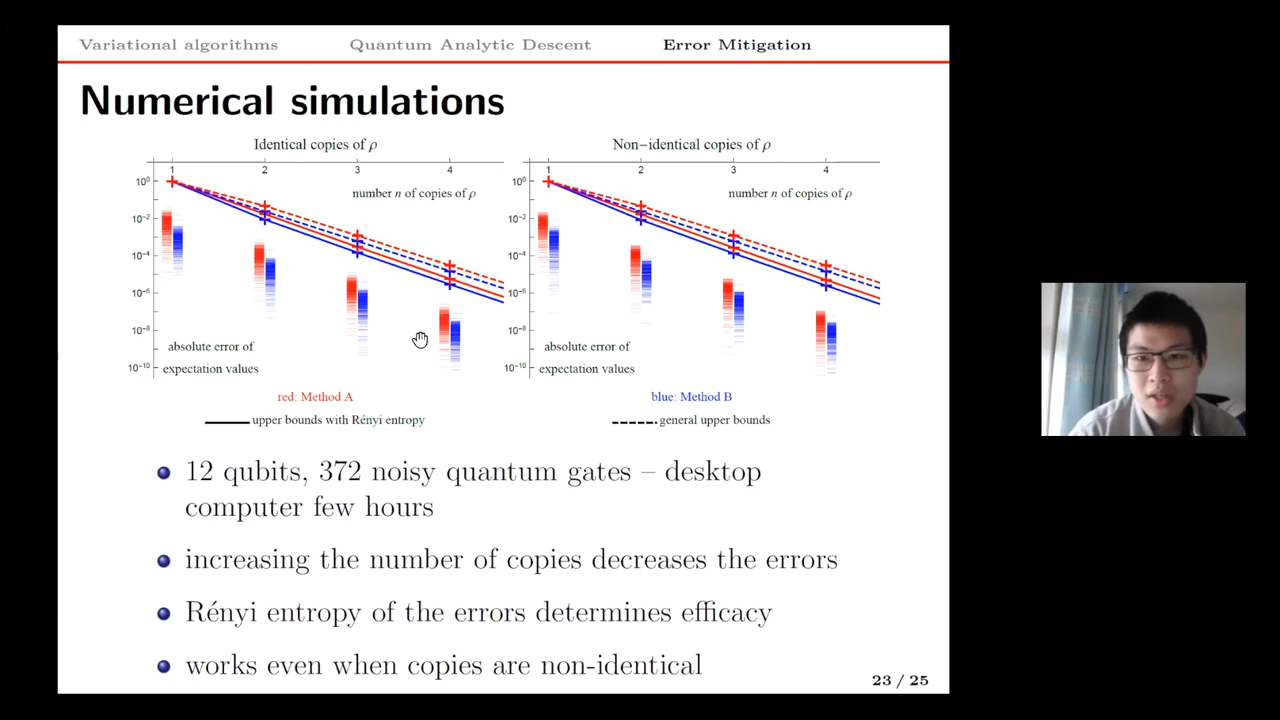 Variational algorithms Quantum Analytic Descent Error Mitigation
Numerical simulations
Identical copies of ρ
1 2 3 4
number n of copies of ρ
10⁰
10⁻²
10⁻⁴
10⁻⁶
10⁻⁸
10⁻¹⁰
absolute error of
expectation values
Non−identical copies of ρ
1 2 3 4
number n of copies of ρ
10⁰
10⁻²
10⁻⁴
10⁻⁶
10⁻⁸
10⁻¹⁰
absolute error of
expectation values
red: Method A blue: Method B
upper bounds with Rényi entropy general upper bounds
12 qubits, 372 noisy quantum gates – desktop
computer few hours
increasing the number of copies decreases the errors
Rényi entropy of the errors determines efficacy
works even when copies are non-identical
23 / 25